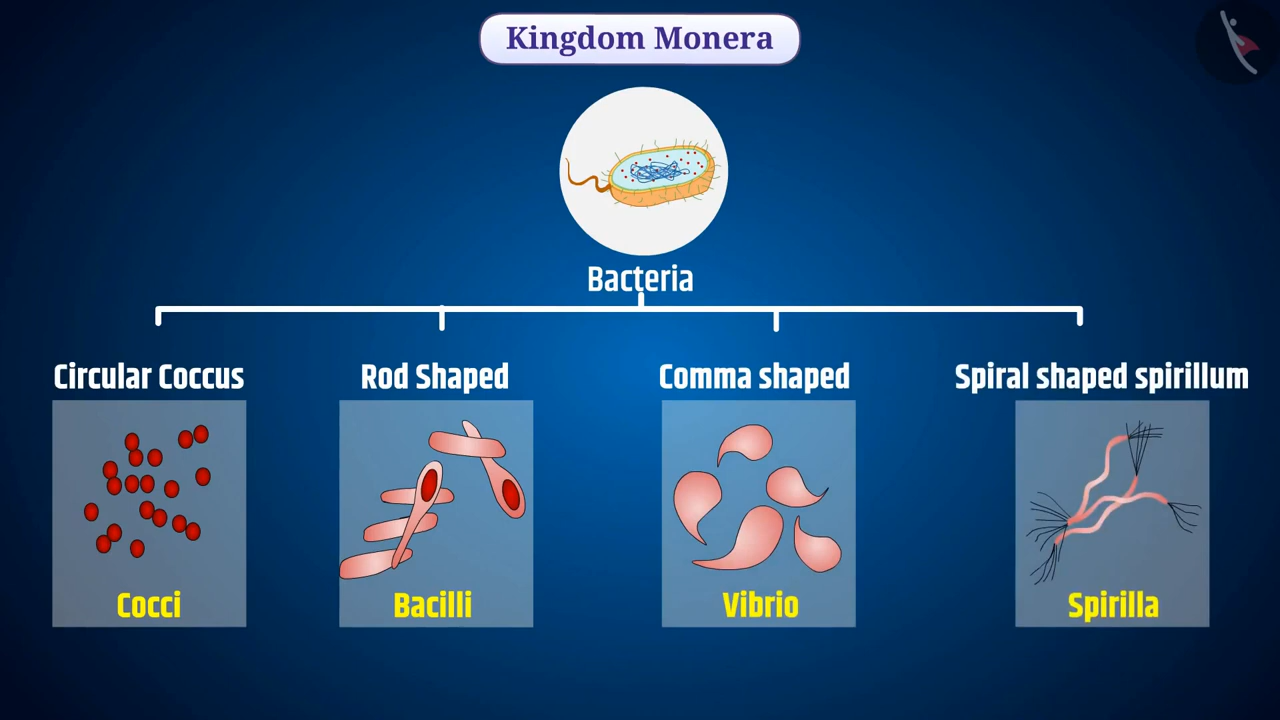 Kingdom Monera
Bacteria
Circular Coccus
Rod Shaped
Comma shaped
Spiral shaped spirillum
Cocci
Bacilli
Vibrio
Spirilla